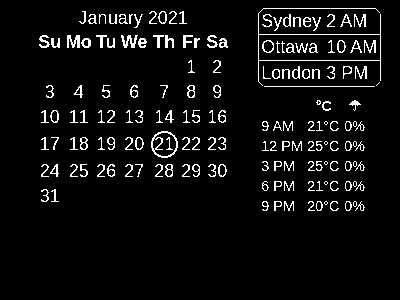 January 2021
Su Mo Tu We Th Fr Sa
1 2
3 4 5 6 7 8 9
10 11 12 13 14 15 16
17 18 19 20 21 22 23
24 25 26 27 28 29 30
31
Sydney 2 AM
Ottawa 10 AM
London 3 PM
°C
9 AM 21°C 0%
12 PM 25°C 0%
3 PM 25°C 0%
6 PM 21°C 0%
9 PM 20°C 0%